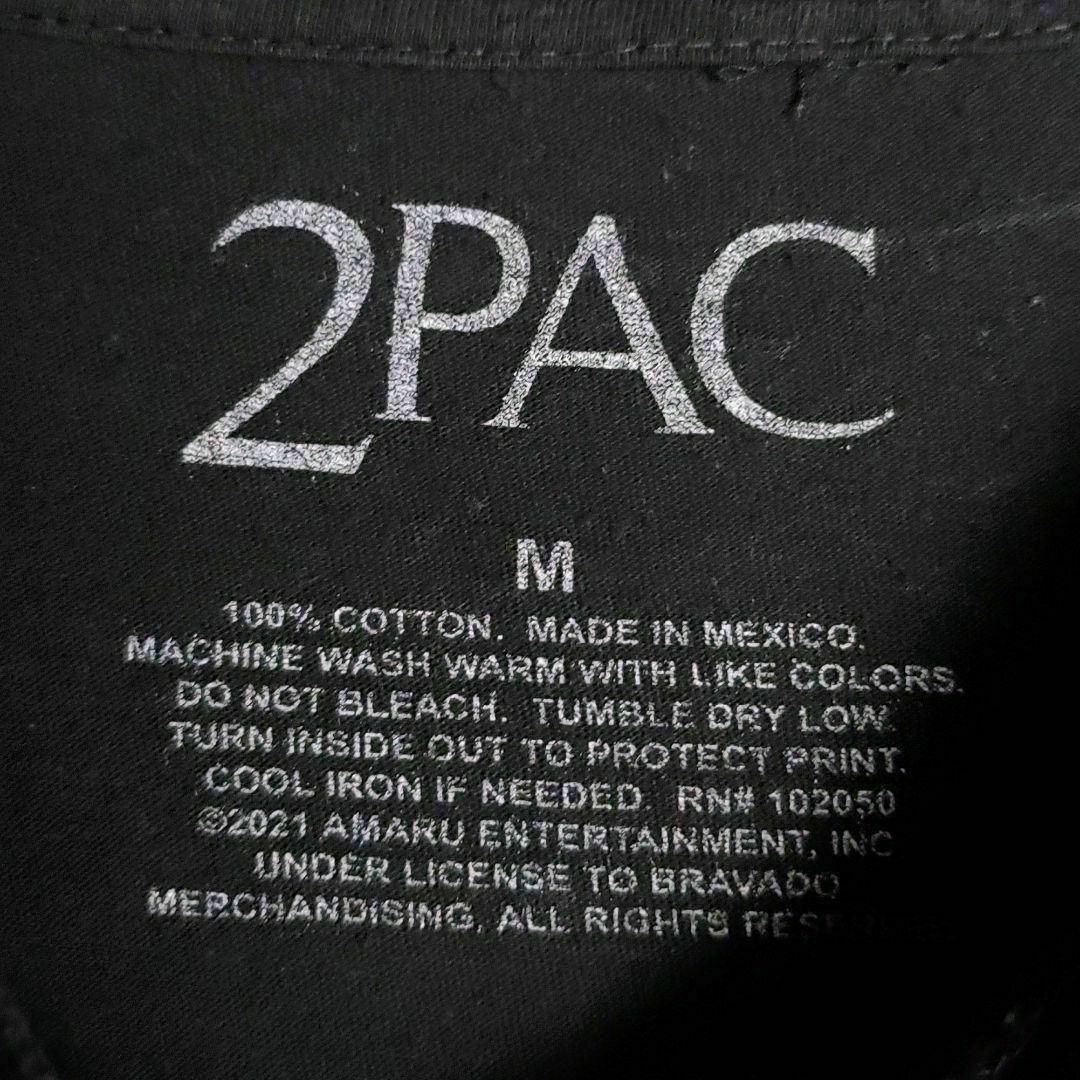 2PAC
M
100% COTTON. MADE IN MEXICO.
MACHINE WASH WARM WITH LIKE COLORS.
DO NOT BLEACH. TUMBLE DRY LOW.
TURN INSIDE OUT TO PROTECT PRINT.
COOL IRON IF NEEDED. RN# 102050
©2021 AMARU ENTERTAINMENT, INC
UNDER LICENSE TO BRAVADO
MERCHANDISING. ALL RIGHTS